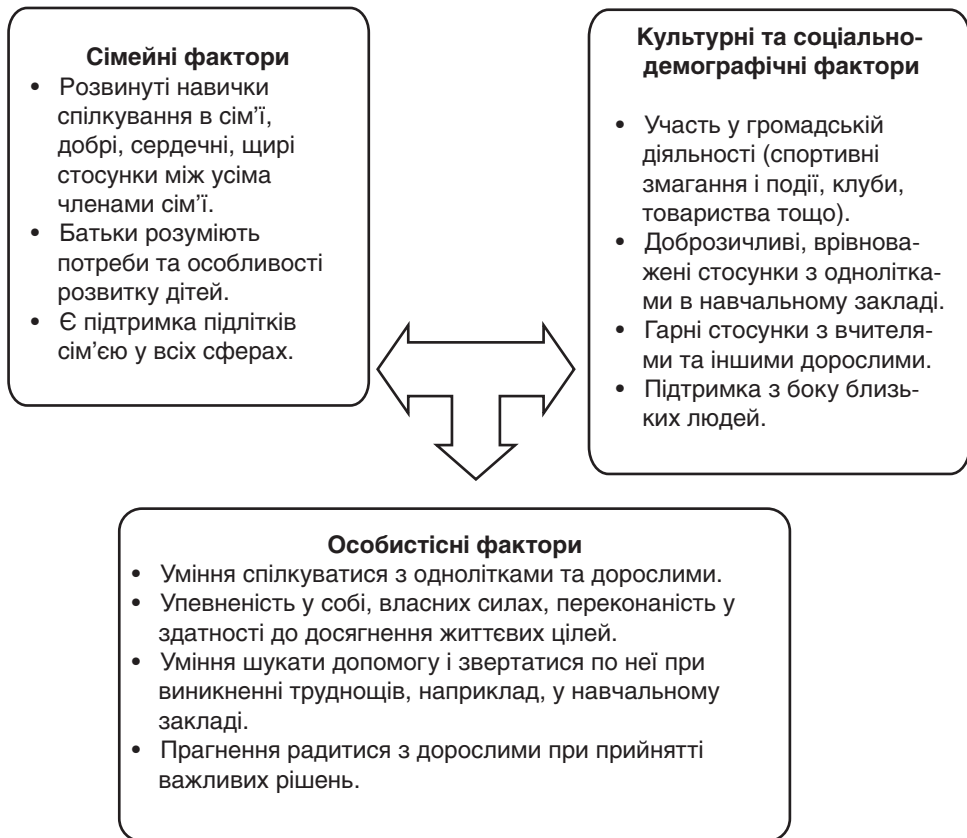 Сімейні фактори
• Розвинуті навички
спілкування в сім’ї,
добрі, сердечні, щирі
стосунки між усіма
членами сім’ї.
• Батьки розуміють
потреби та особливості
розвитку дітей.
• Є підтримка підлітків
сім’єю у всіх сферах.
Культурні та соціально-
демографічні фактори
• Участь у громадській
діяльності (спортивні
змагання і події, клуби,
товариства тощо).
• Доброзичливі, врівнова-
жені стосунки з однолітка-
ми в навчальному закладі.
• Гарні стосунки з вчителя-
ми та іншими дорослими.
• Підтримка з боку близь-
ких людей.
Особистісні фактори
• Уміння спілкуватися з однолітками та дорослими.
• Упевненість у собі, власних силах, переконаність у
здатності до досягнення життєвих цілей.
• Уміння шукати допомогу і звертатися по неї при
виникненні труднощів, наприклад, у навчальному
закладі.
• Прагнення радитися з дорослими при прийнятті
важливих рішень.